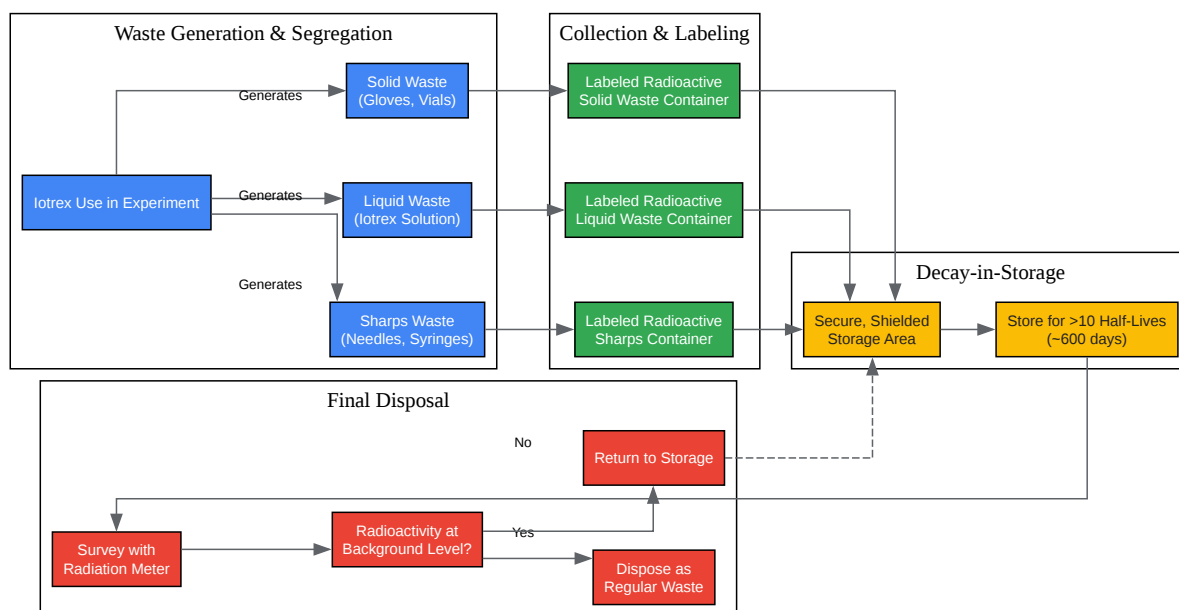 Waste Generation & Segregation
Collection & Labeling
Generates
Solid Waste
(Gloves, Vials)
Labeled Radioactive
Solid Waste Container
Iotrex Use in Experiment
Generates
Liquid Waste
(Iotrex Solution)
Labeled Radioactive
Liquid Waste Container
Generates
Sharps Waste
(Needles, Syringes)
Labeled Radioactive
Sharps Container
Decay-in-Storage
Secure, Shielded
Storage Area
Store for >10 Half-Lives
(~600 days)
Final Disposal
No
Return to Storage
Survey with
Radiation Meter
Radioactivity at
Background Level?
Yes
Dispose as
Regular Waste